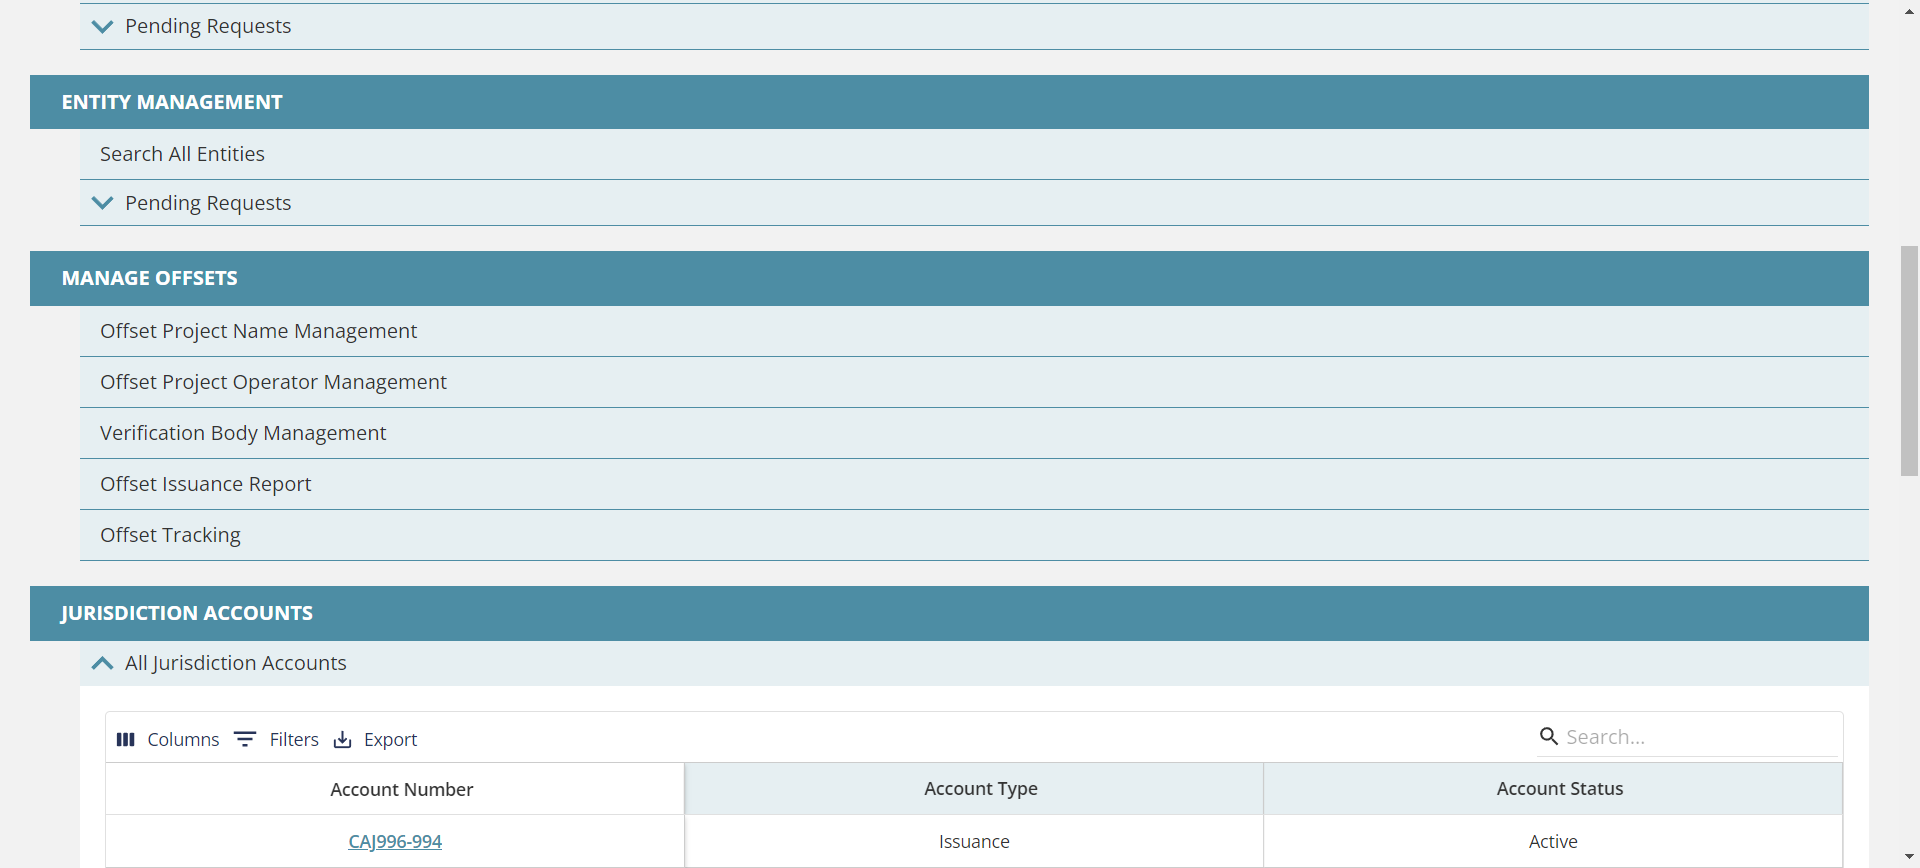 Pending Requests
ENTITY MANAGEMENT
Search All Entities
Pending Requests
MANAGE OFFSETS
Offset Project Name Management
Offset Project Operator Management
Verification Body Management
Offset Issuance Report
Offset Tracking
JURISDICTION ACCOUNTS
All Jurisdiction Accounts
Columns Filters Export Search...
Account Number Account Type Account Status
CAJ996-994 Issuance Active